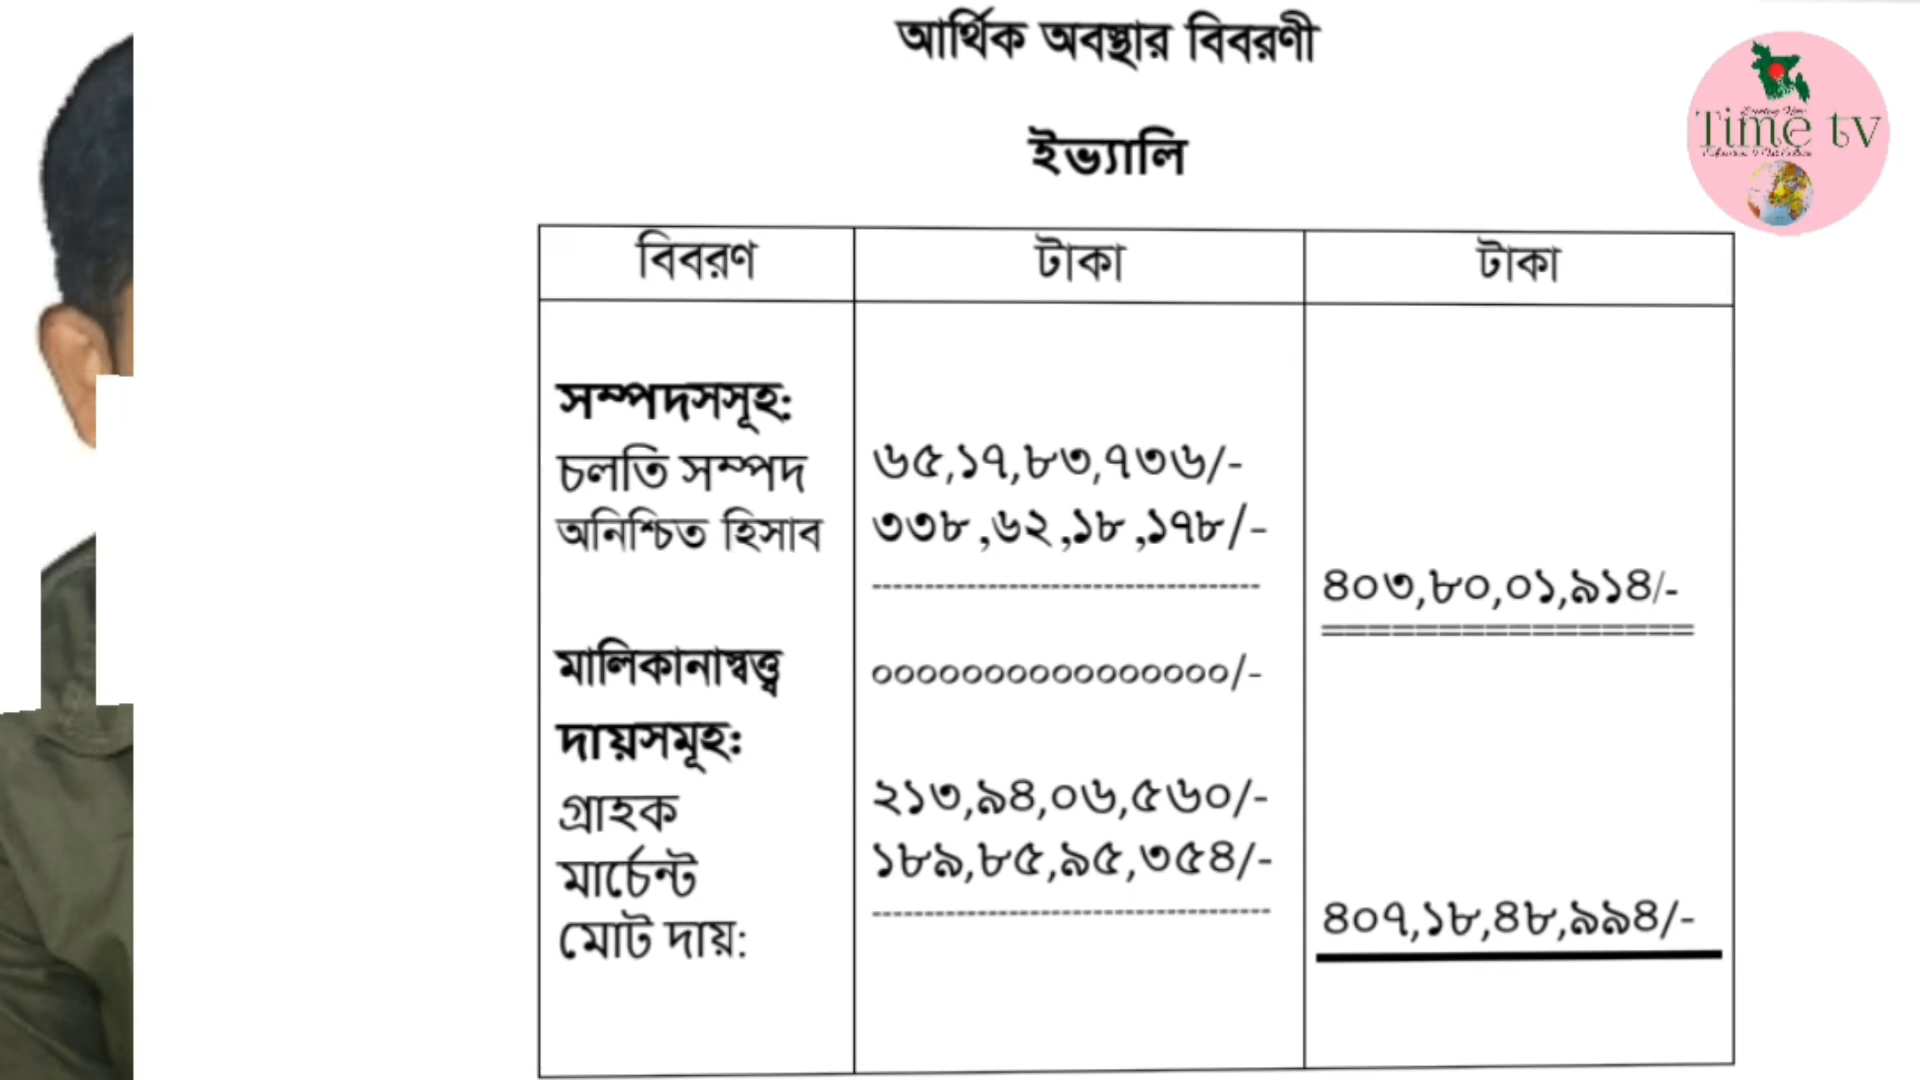 আর্থিক অবস্থার বিবরণী
ইভ্যালি
Time tv
বিবরণ টাকা টাকা
সম্পদসসূহ:
চলতি সম্পদ ৬৫,১৭,৮৩,৭৩৬/-
অনিশ্চিত হিসাব ৩৩৮,৬২,১৮,১৭৮/-
৪০৩,৮০,০১,৯১৪/-
মালিকানাস্বত্ত্ব ০০০০০০০০০০০০০০০০/-
দায়সমূহঃ
গ্রাহক ২১৩,৯৪,০৬,৫৬০/-
মার্চেন্ট ১৮৯,৮৫,৯৫,৩৫৪/-
মোট দায়: ৪০৭,১৮,৪৮,৯৯৪/-